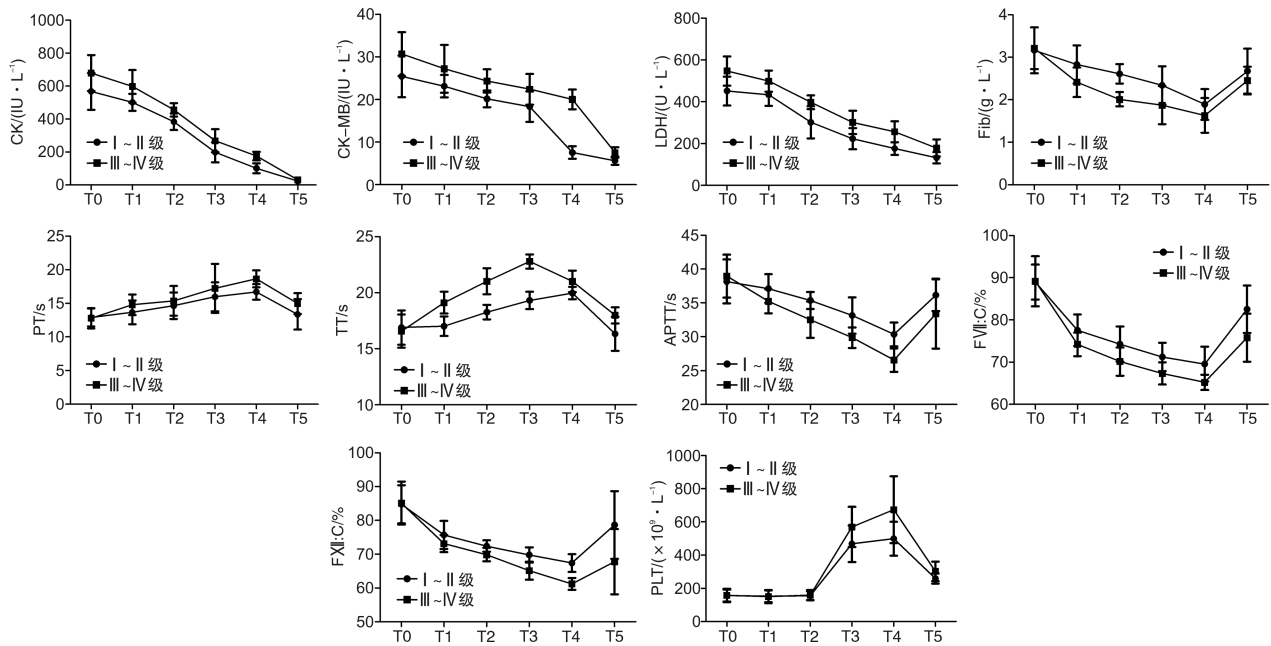 CK/(IU・L⁻¹)
1000
800
600
400
200
0
Ⅰ~Ⅱ级
Ⅲ~Ⅳ级
T0 T1 T2 T3 T4 T5
CK–MB/(IU・L⁻¹)
40
30
20
10
0
Ⅰ~Ⅱ级
Ⅲ~Ⅳ级
T0 T1 T2 T3 T4 T5
LDH/(U・L⁻¹)
800
600
400
200
0
Ⅰ~Ⅱ级
Ⅲ~Ⅳ级
T0 T1 T2 T3 T4 T5
Fib/(g・L⁻¹)
4
3
2
1
0
Ⅰ~Ⅱ级
Ⅲ~Ⅳ级
T0 T1 T2 T3 T4 T5
PT/s
25
20
15
10
5
0
Ⅰ~Ⅱ级
Ⅲ~Ⅳ级
T0 T1 T2 T3 T4 T5
TT/s
25
20
15
10
Ⅰ~Ⅱ级
Ⅲ~Ⅳ级
T0 T1 T2 T3 T4 T5
APTT/s
45
40
35
30
25
20
Ⅰ~Ⅱ级
Ⅲ~Ⅳ级
T0 T1 T2 T3 T4 T5
FⅦ:C/%
100
90
80
70
60
Ⅰ~Ⅱ级
Ⅲ~Ⅳ级
T0 T1 T2 T3 T4 T5
FⅫ:C/%
100
90
80
70
60
50
Ⅰ~Ⅱ级
Ⅲ~Ⅳ级
T0 T1 T2 T3 T4 T5
PLT/(×10⁹・L⁻¹)
1000
800
600
400
200
0
Ⅰ~Ⅱ级
Ⅲ~Ⅳ级
T0 T1 T2 T3 T4 T5